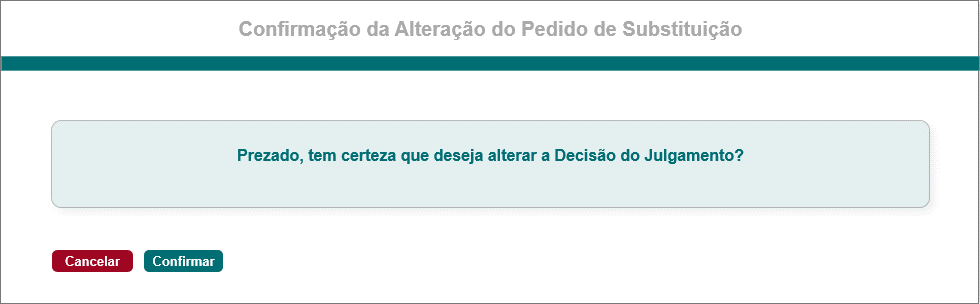 Confirmação da Alteração do Pedido de Substituição
Prezado, tem certeza que deseja alterar a Decisão do Julgamento?
Cancelar
Confirmar